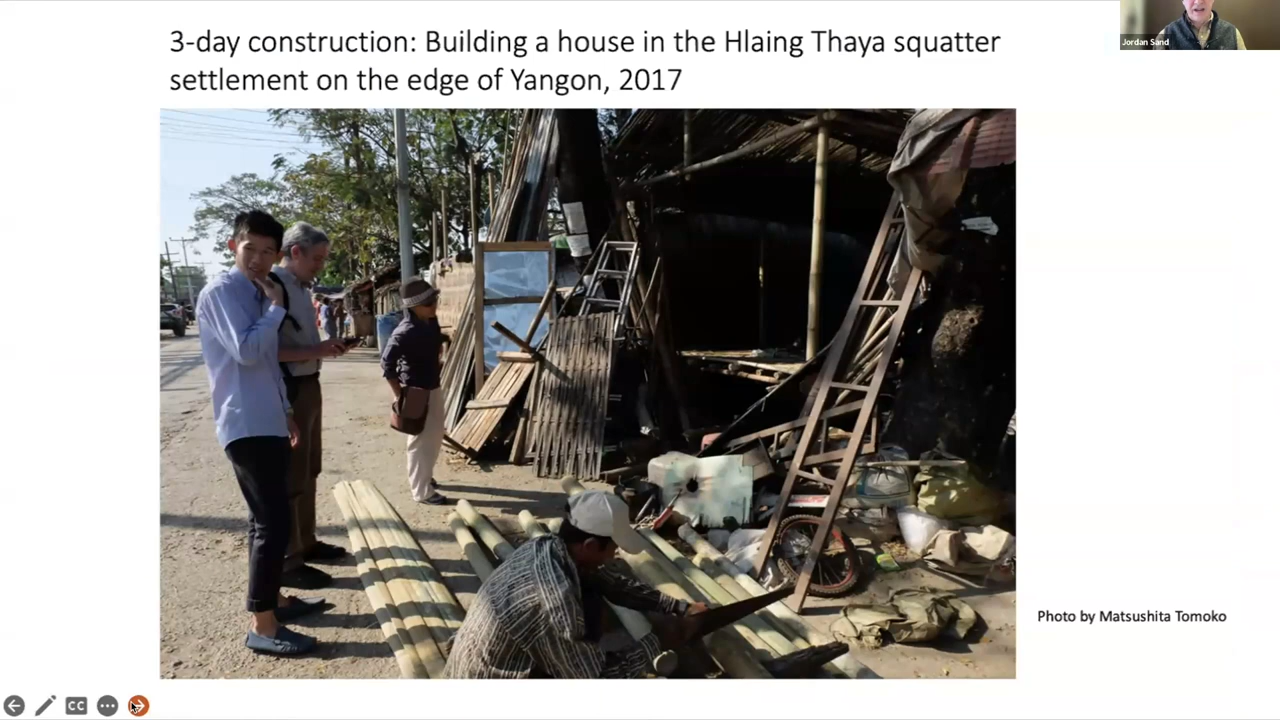 Jordan Sand
3-day construction: Building a house in the Hlaing Thaya squatter
settlement on the edge of Yangon, 2017
Photo by Matsushita Tomoko
CC